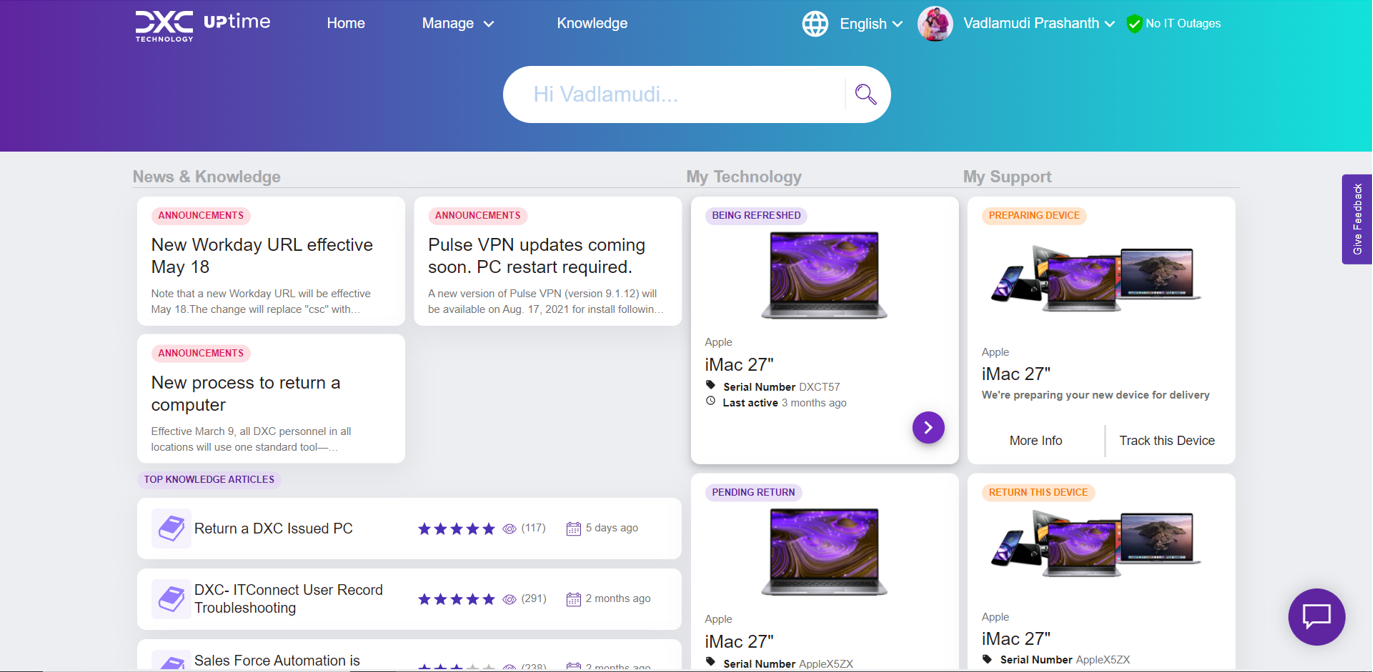 DXC
TECHNOLOGY
UPtime
Home
Manage
Knowledge
English
Vadlamudi Prashanth
No IT Outages
Hi Vadlamudi...
Give Feedback
News & Knowledge
ANNOUNCEMENTS
New Workday URL effective
May 18
Note that a new Workday URL will be effective
May 18.The change will replace "csc" with…
ANNOUNCEMENTS
Pulse VPN updates coming
soon. PC restart required.
A new version of Pulse VPN (version 9.1.12) will
be available on Aug. 17, 2021 for install followin…
ANNOUNCEMENTS
New process to return a
computer
Effective March 9, all DXC personnel in all
locations will use one standard tool—…
TOP KNOWLEDGE ARTICLES
Return a DXC Issued PC
(117)
5 days ago
DXC- ITConnect User Record
Troubleshooting
(291)
2 months ago
Sales Force Automation is
(238)
2 months ago
My Technology
BEING REFRESHED
Apple
iMac 27"
Serial Number DXCT57
Last active 3 months ago
PENDING RETURN
Apple
iMac 27"
Serial Number AppleX5ZX
My Support
PREPARING DEVICE
Apple
iMac 27"
We're preparing your new device for delivery
More Info
Track this Device
RETURN THIS DEVICE
Apple
iMac 27"
Serial Number AppleX5ZX